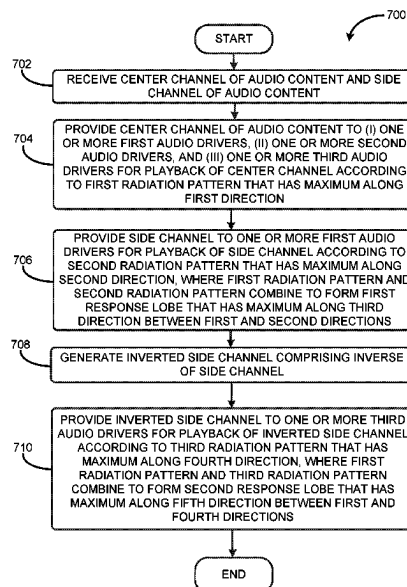 700
START
702
RECEIVE CENTER CHANNEL OF AUDIO CONTENT AND SIDE
CHANNEL OF AUDIO CONTENT
704
PROVIDE CENTER CHANNEL OF AUDIO CONTENT TO (I) ONE
OR MORE FIRST AUDIO DRIVERS, (II) ONE OR MORE SECOND
AUDIO DRIVERS, AND (III) ONE OR MORE THIRD AUDIO
DRIVERS FOR PLAYBACK OF CENTER CHANNEL ACCORDING
TO FIRST RADIATION PATTERN THAT HAS MAXIMUM ALONG
FIRST DIRECTION
706
PROVIDE SIDE CHANNEL TO ONE OR MORE FIRST AUDIO
DRIVERS FOR PLAYBACK OF SIDE CHANNEL ACCORDING TO
SECOND RADIATION PATTERN THAT HAS MAXIMUM ALONG
SECOND DIRECTION, WHERE FIRST RADIATION PATTERN AND
SECOND RADIATION PATTERN COMBINE TO FORM FIRST
RESPONSE LOBE THAT HAS MAXIMUM ALONG THIRD
DIRECTION BETWEEN FIRST AND SECOND DIRECTIONS
708
GENERATE INVERTED SIDE CHANNEL COMPRISING INVERSE
OF SIDE CHANNEL
710
PROVIDE INVERTED SIDE CHANNEL TO ONE OR MORE THIRD
AUDIO DRIVERS FOR PLAYBACK OF INVERTED SIDE CHANNEL
ACCORDING TO THIRD RADIATION PATTERN THAT HAS
MAXIMUM ALONG FOURTH DIRECTION, WHERE FIRST
RADIATION PATTERN AND THIRD RADIATION PATTERN
COMBINE TO FORM SECOND RESPONSE LOBE THAT HAS
MAXIMUM ALONG FIFTH DIRECTION BETWEEN FIRST AND
FOURTH DIRECTIONS
END